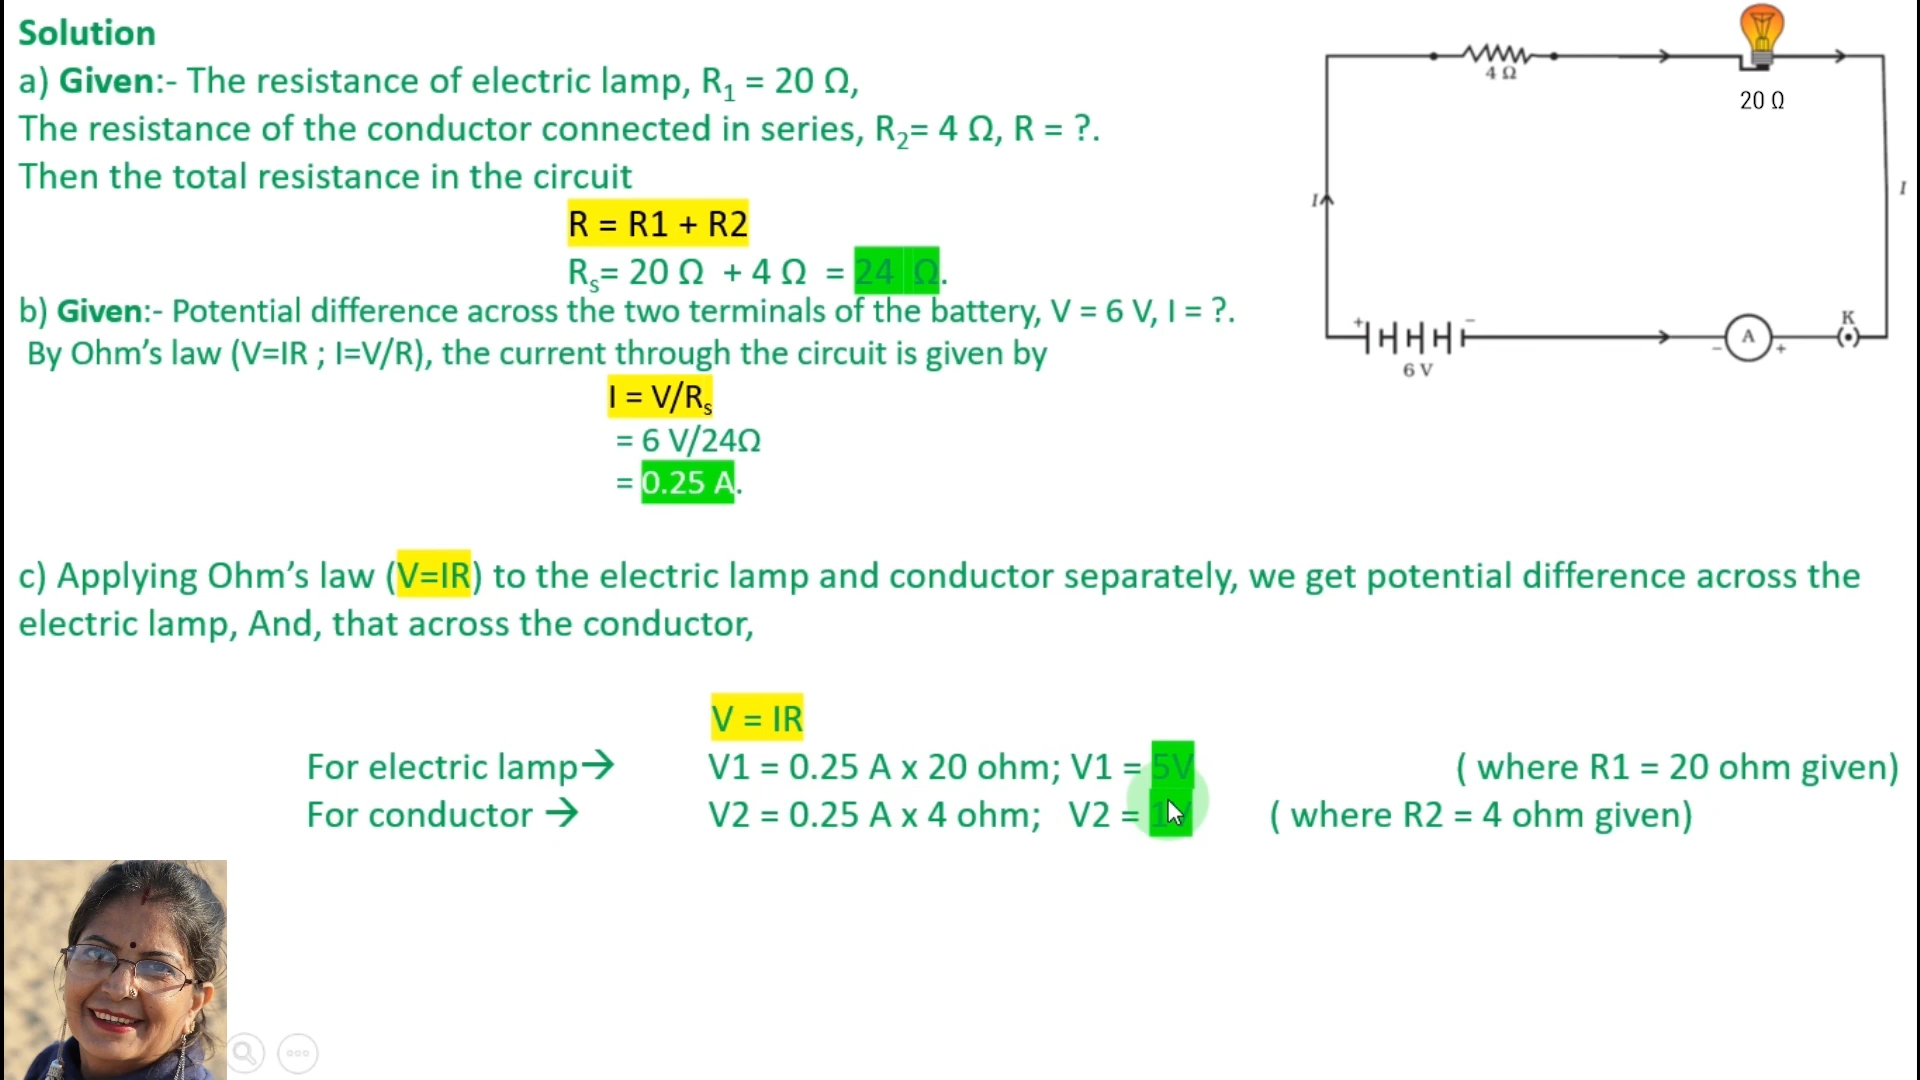 Solution
a) Given:- The resistance of electric lamp, R₁ = 20 Ω,
The resistance of the conductor connected in series, R₂= 4 Ω, R = ?.
Then the total resistance in the circuit
R = R1 + R2
Rₛ= 20 Ω + 4 Ω = 24 Ω.
b) Given:- Potential difference across the two terminals of the battery, V = 6 V, I = ?.
By Ohm’s law (V=IR ; I=V/R), the current through the circuit is given by
I = V/Rₛ
= 6 V/24Ω
= 0.25 A.
c) Applying Ohm’s law (V=IR) to the electric lamp and conductor separately, we get potential difference across the
electric lamp, And, that across the conductor,
V = IR
For electric lamp→ V1 = 0.25 A x 20 ohm; V1 = 5V ( where R1 = 20 ohm given)
For conductor → V2 = 0.25 A x 4 ohm; V2 = 1V ( where R2 = 4 ohm given)
4 Ω
20 Ω
I
I
+ −
6 V
− A +
K